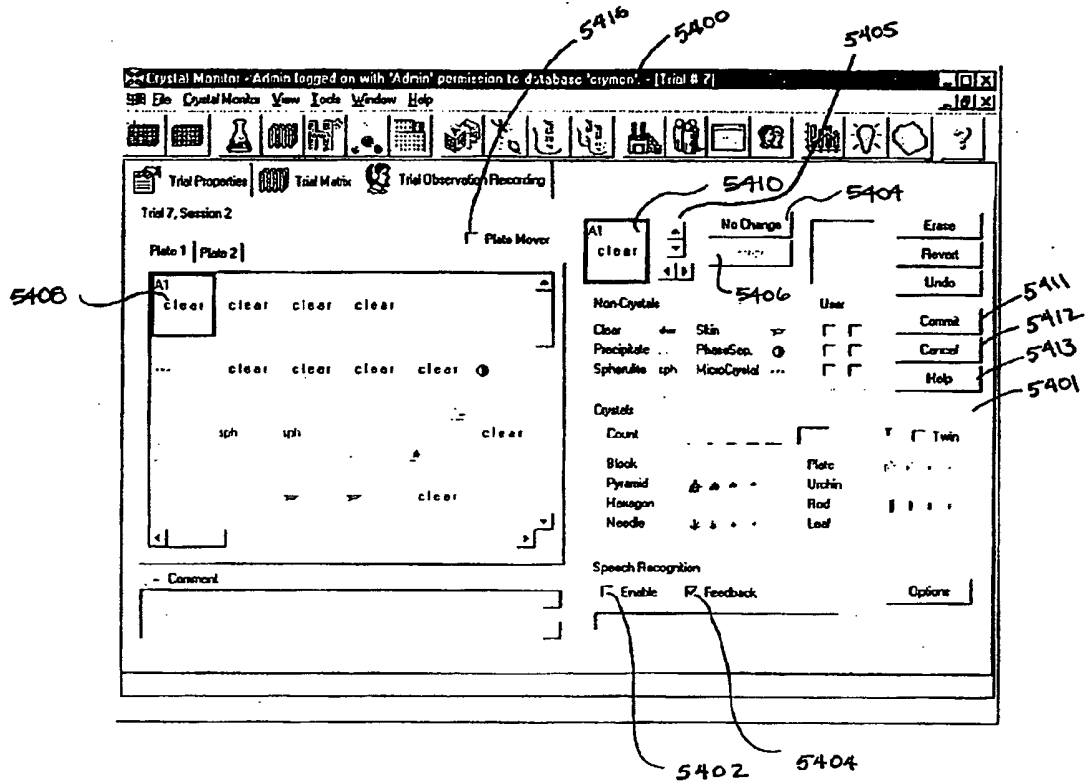 5416
5400
5405
Crystal Monitor - Admin logged on with 'Admin' permission to database 'crymon'. - [Trial # 7]
File Crystal Monitor View Tools Window Help
Trial Properties Trial Matrix Trial Observation Recording
5410
5404
Trial 7, Session 2
Plate Mover
Plate 1 Plate 2
A1
clear
No Change
Erase
Revert
Undo
5408
A1
clear clear clear clear
5406
5411
Non-Crystals User
Commit
5412
Clear clear Skin
Cancel
5413
Precipitate PhaseSep.
Help
Spherulite sph MicroCrystal
5401
clear clear clear clear
Crystals
Count Twin
sph sph clear
Block Plate
Pyramid Urchin
Hexagon Rod
Needle Leaf
clear
Speech Recognition
Comment
Enable Feedback Options
5402
5404